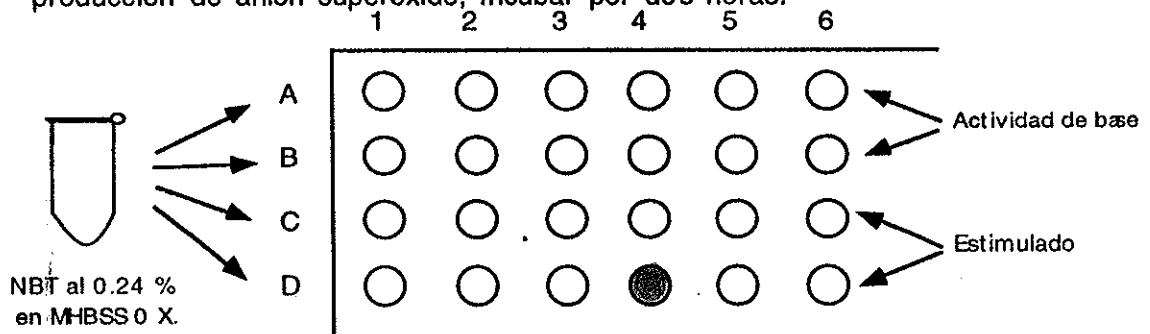 producción de anión superóxido, incubar por dos horas.
1 2 3 4 5 6
A
Actividad de base
B
C
Estimulado
D
NBT al 0.24 %
en MHBSS 0 X.